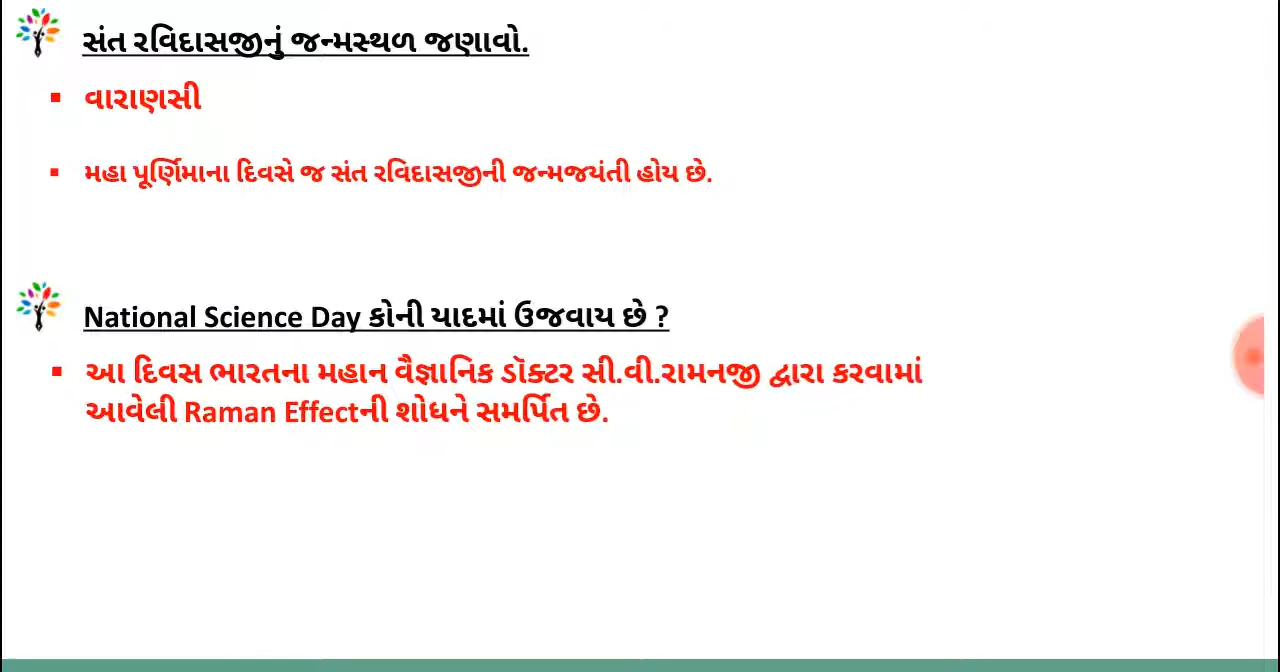 સંત રવિદાસજીનું જન્મસ્થળ જણાવો.
વારાણસી
મહા પૂર્ણિમાના દિવસે જ સંત રવિદાસજીની જન્મજયંતી હોય છે.
National Science Day કોની યાદમાં ઉજવાય છે ?
આ દિવસ ભારતના મહાન વૈજ્ઞાનિક ડૉક્ટર સી.વી.રામનજી દ્વારા કરવામાં
આવેલી Raman Effectની શોધને સમર્પિત છે.